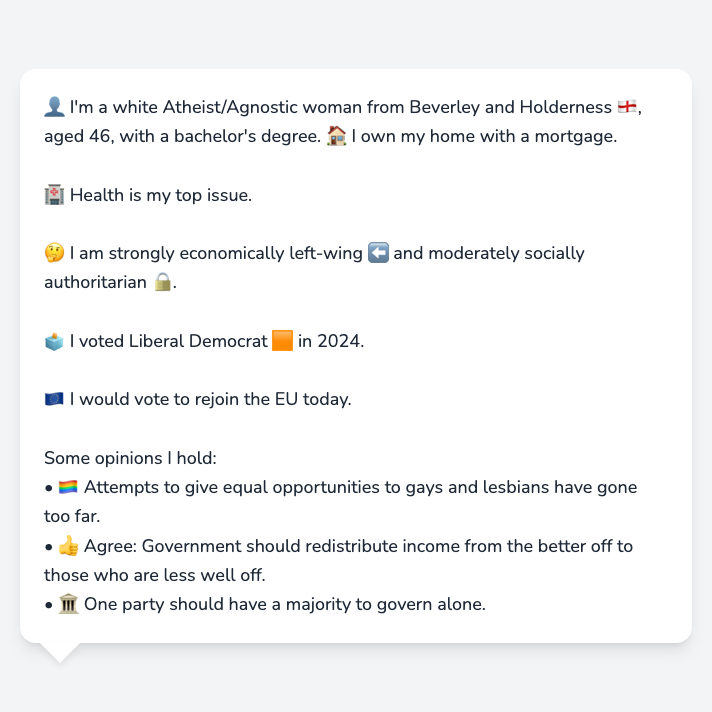 👤 I'm a white Atheist/Agnostic woman from Beverley and Holderness 🏴󠁧󠁢󠁥󠁮󠁧󠁿,
aged 46, with a bachelor's degree. 🏠 I own my home with a mortgage.
🏥 Health is my top issue.
🤔 I am strongly economically left-wing ⬅️ and moderately socially
authoritarian 🔒.
🗳️ I voted Liberal Democrat 🟧 in 2024.
🇪🇺 I would vote to rejoin the EU today.
Some opinions I hold:
• 🏳️‍🌈 Attempts to give equal opportunities to gays and lesbians have gone
too far.
• 👍 Agree: Government should redistribute income from the better off to
those who are less well off.
• 🏛️ One party should have a majority to govern alone.